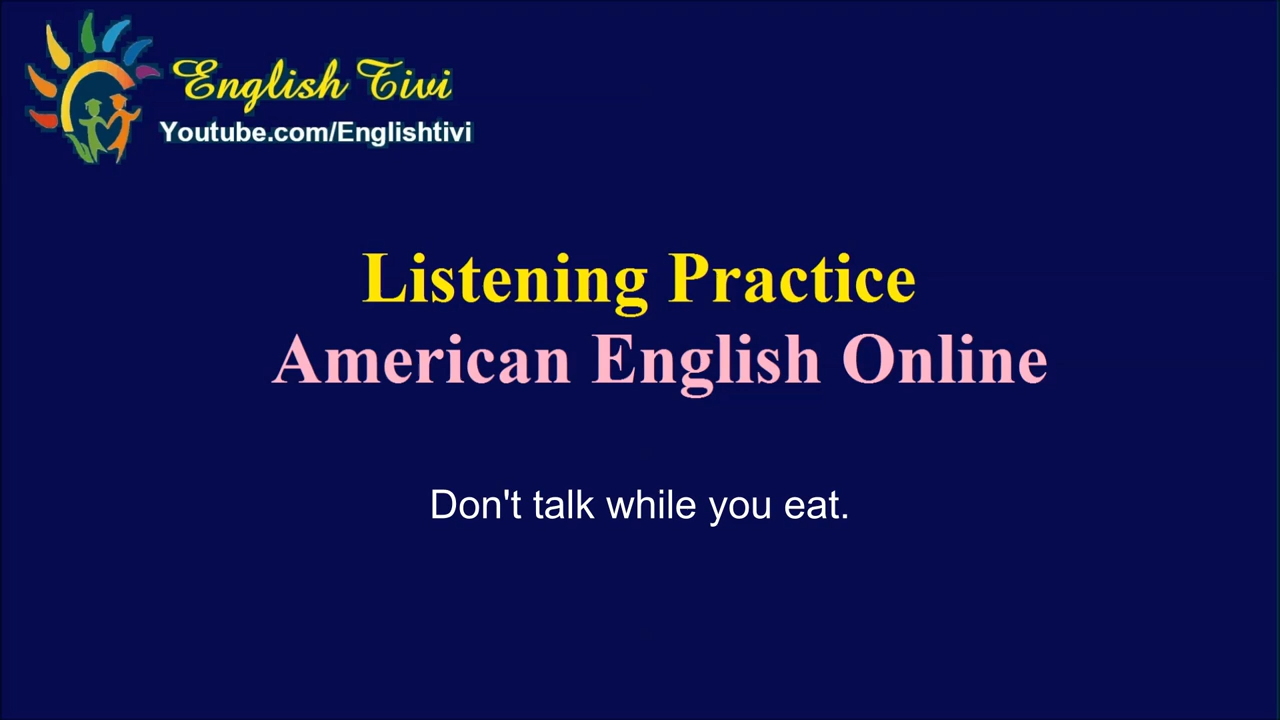 English Tivi
Youtube.com/Englishtivi
Listening Practice
American English Online
Don't talk while you eat.